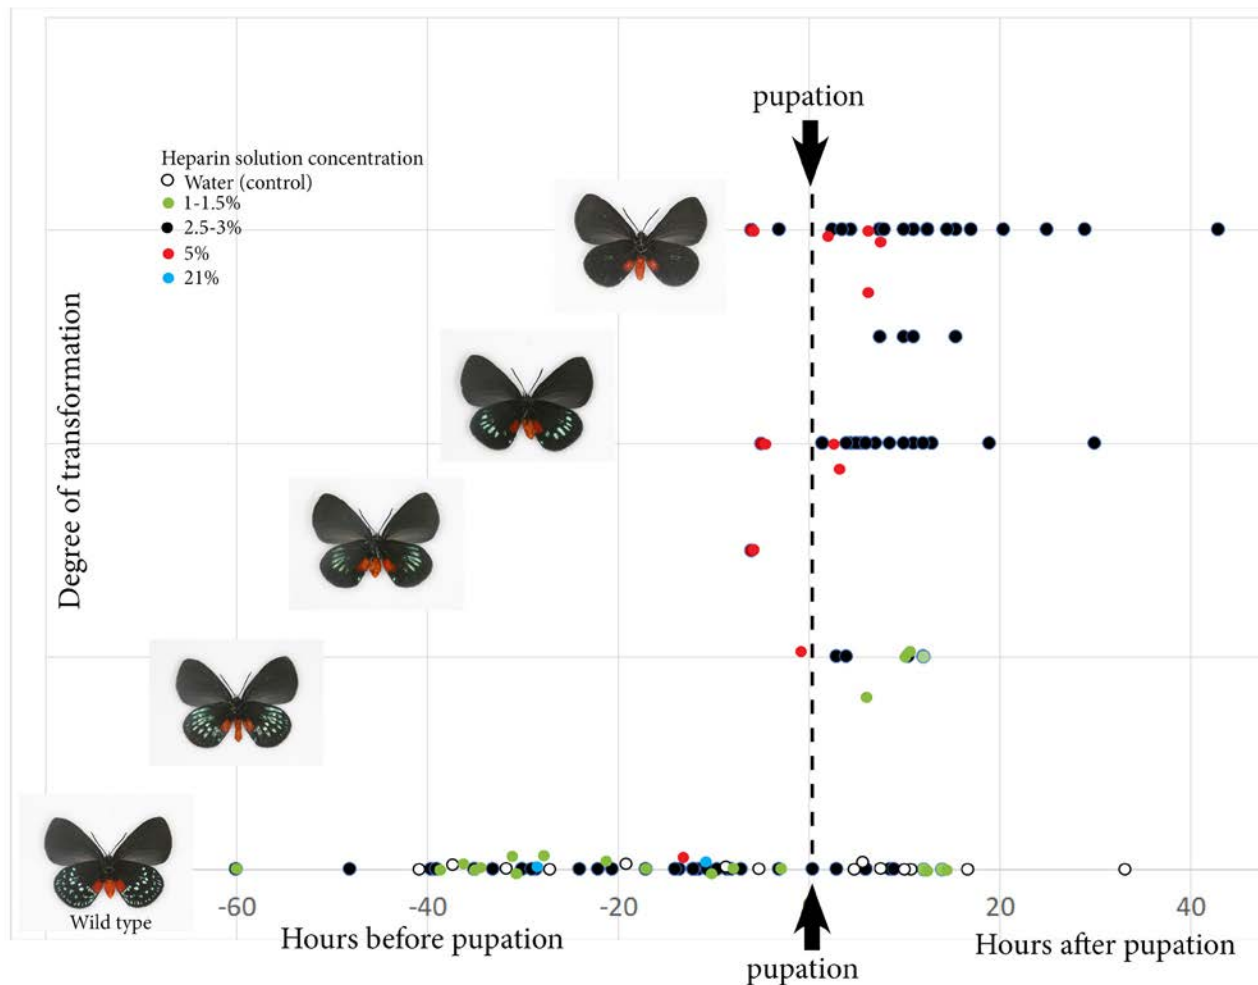 pupation
Heparin solution concentration
Water (control)
1-1.5%
2.5-3%
5%
21%
Degree of transformation
Wild type
-60
-40
-20
20
40
Hours before pupation
Hours after pupation
pupation